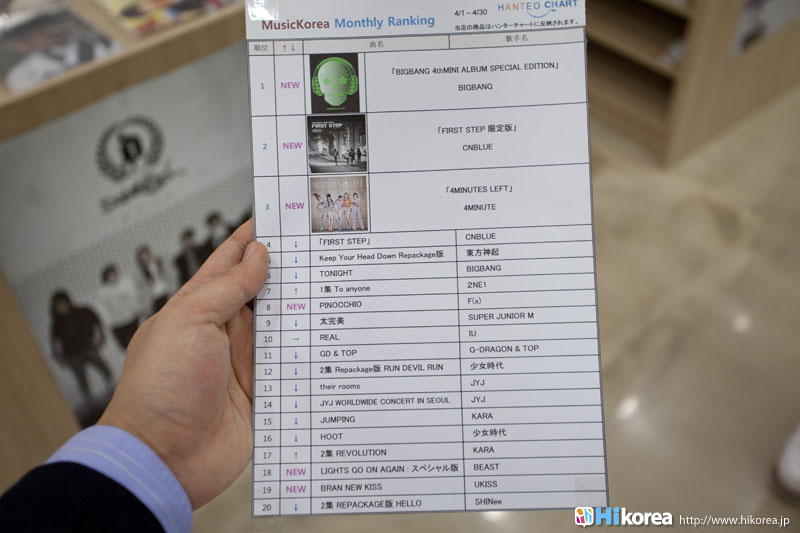 MusicKorea Monthly Ranking 4/1－4/30 HANTEO CHART
当店の商品はハンターチャートに反映されます。
順位 ↑↓ 曲名 歌手名
1 NEW 「BIGBANG 4thMINI ALBUM SPECIAL EDITION」
BIGBANG
2 NEW FIRST STEP 「FIRST STEP 限定版」
CNBLUE
3 NEW 「4MINUTES LEFT」
4MINUTE
4 ↓ 「FIRST STEP」 CNBLUE
5 ↓ Keep Your Head Down Repackage版 東方神起
6 ↓ TONIGHT BIGBANG
7 ↑ 1集 To anyone 2NE1
8 NEW PINOCCHIO F(x)
9 ↓ 太完美 SUPER JUNIOR M
10 → REAL IU
11 ↓ GD & TOP G-DRAGON & TOP
12 ↓ 2集 Repackage版 RUN DEVIL RUN 少女時代
13 ↓ their rooms JYJ
14 ↓ JYJ WORLDWIDE CONCERT IN SEOUL JYJ
15 ↓ JUMPING KARA
16 ↓ HOOT 少女時代
17 ↑ 2集 REVOLUTION KARA
18 NEW LIGHTS GO ON AGAIN : スペシャル版 BEAST
19 NEW BRAN NEW KISS UKISS
20 ↓ 2集 REPACKAGE版 HELLO SHINee
Hikorea http://www.hikorea.jp